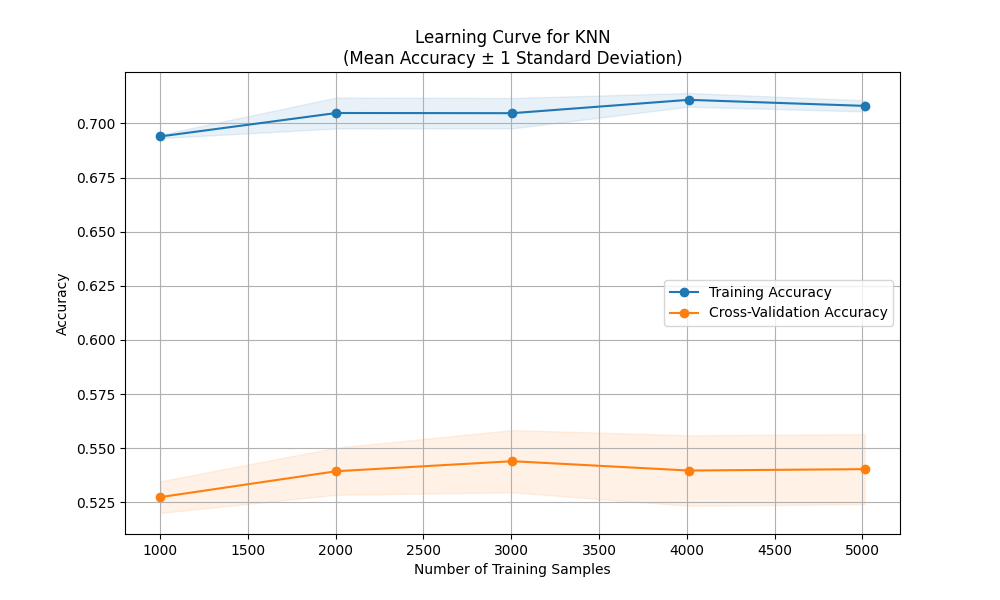 Learning Curve for KNN
(Mean Accuracy ± 1 Standard Deviation)
0.700
0.675
0.650
0.625
0.600
0.575
0.550
0.525
Accuracy
Training Accuracy
Cross-Validation Accuracy
1000 1500 2000 2500 3000 3500 4000 4500 5000
Number of Training Samples